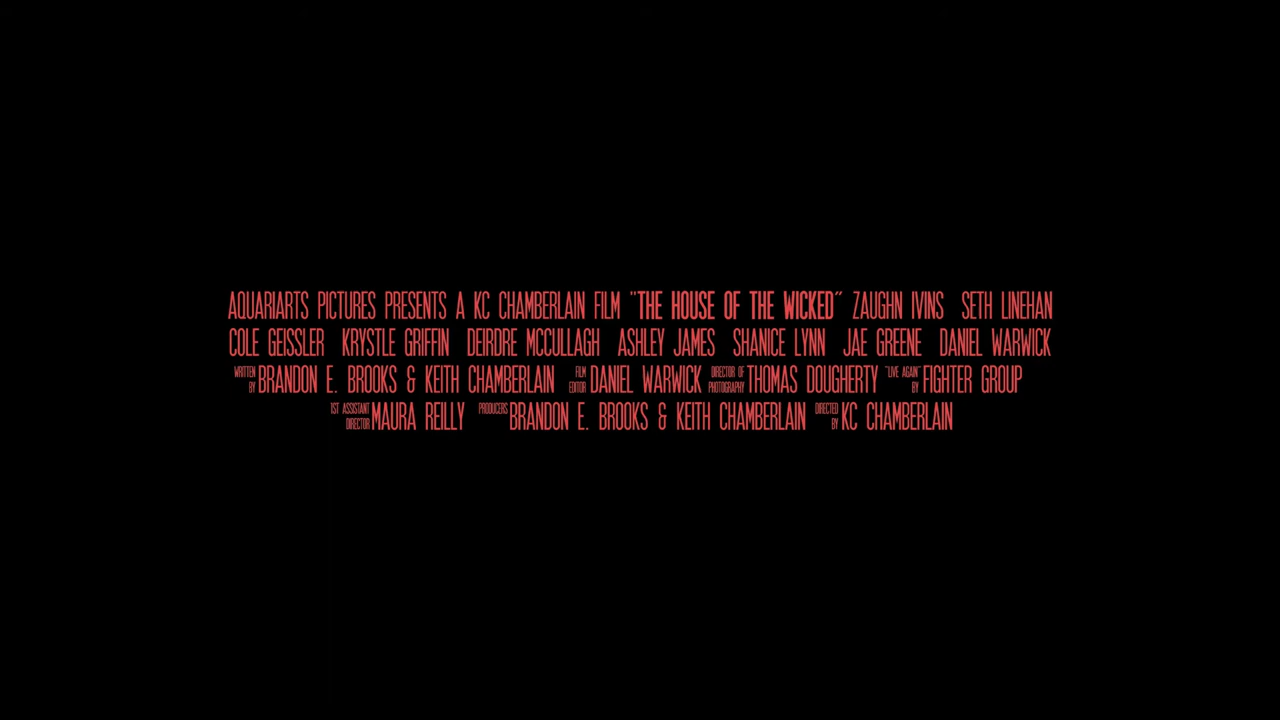 AQUARIARTS PICTURES PRESENTS A KC CHAMBERLAIN FILM "THE HOUSE OF THE WICKED" ZAUGHN IVINS SETH LINEHAN
COLE GEISSLER KRYSTLE GRIFFIN DEIRDRE MCCULLAGH ASHLEY JAMES SHANICE LYNN JAE GREENE DANIEL WARWICK
WRITTEN BY BRANDON E. BROOKS & KEITH CHAMBERLAIN FILM EDITOR DANIEL WARWICK DIRECTOR OF PHOTOGRAPHY THOMAS DOUGHERTY "LIVE AGAIN" BY FIGHTER GROUP
1ST ASSISTANT DIRECTOR MAURA REILLY PRODUCERS BRANDON E. BROOKS & KEITH CHAMBERLAIN DIRECTED BY KC CHAMBERLAIN